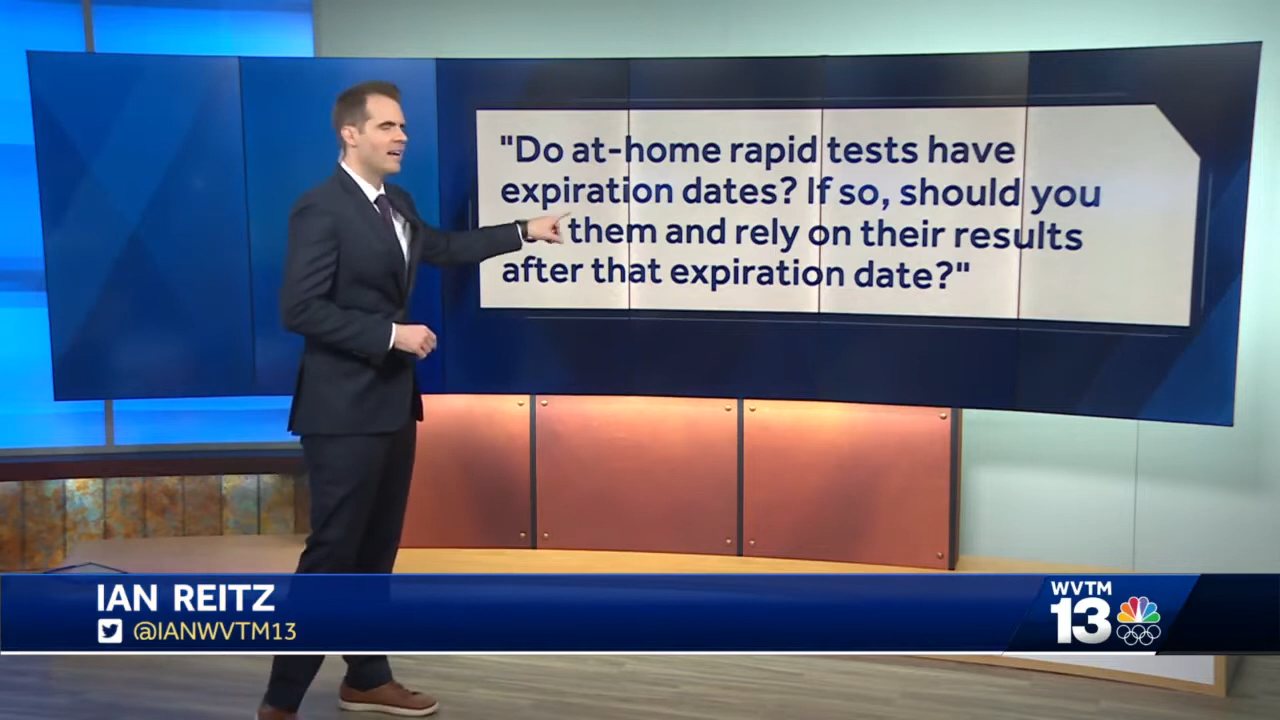 "Do at-home rapid tests have
expiration dates? If so, should you
them and rely on their results
after that expiration date?"
IAN REITZ
@IANWVTM13
WVTM
13